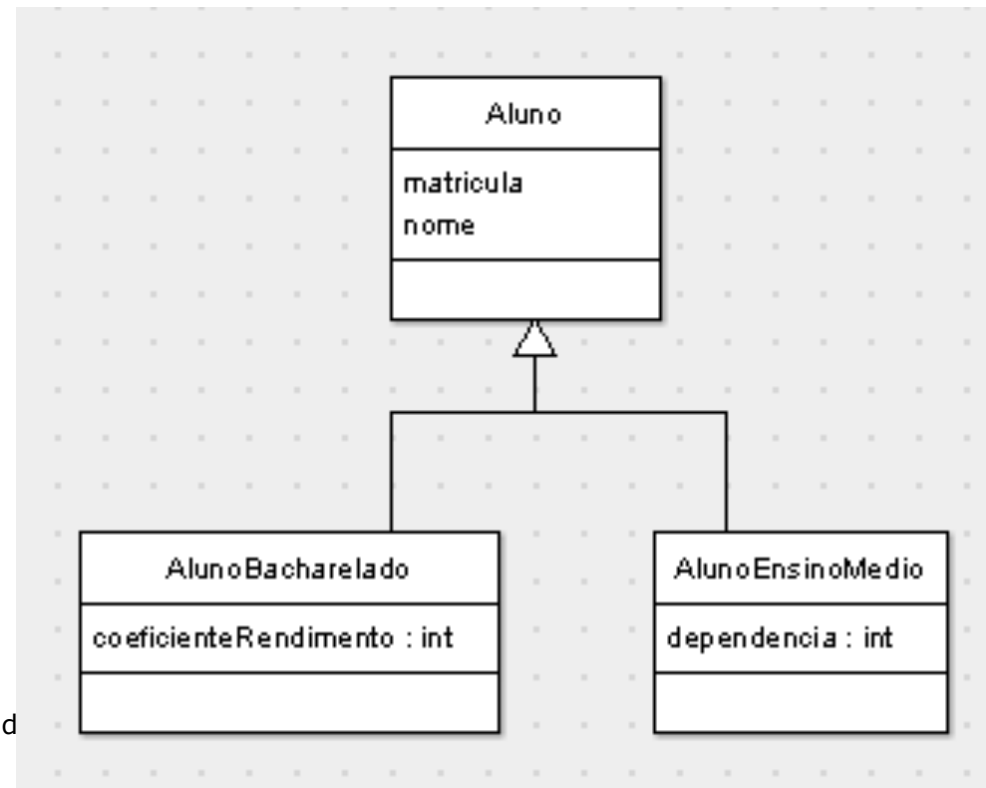 Aluno
matricula
nome
AlunoBacharelado
coeficienteRendimento : int
AlunoEnsinoMedio
dependencia : int
d